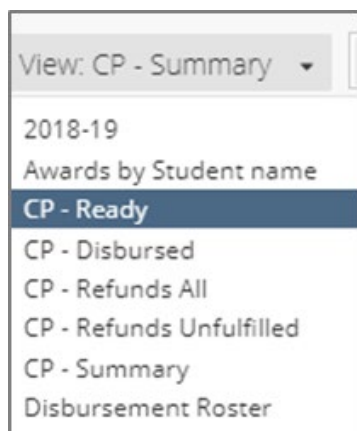 View: CP - Summary
2018-19
Awards by Student name
CP - Ready
CP - Disbursed
CP - Refunds All
CP - Refunds Unfulfilled
CP - Summary
Disbursement Roster